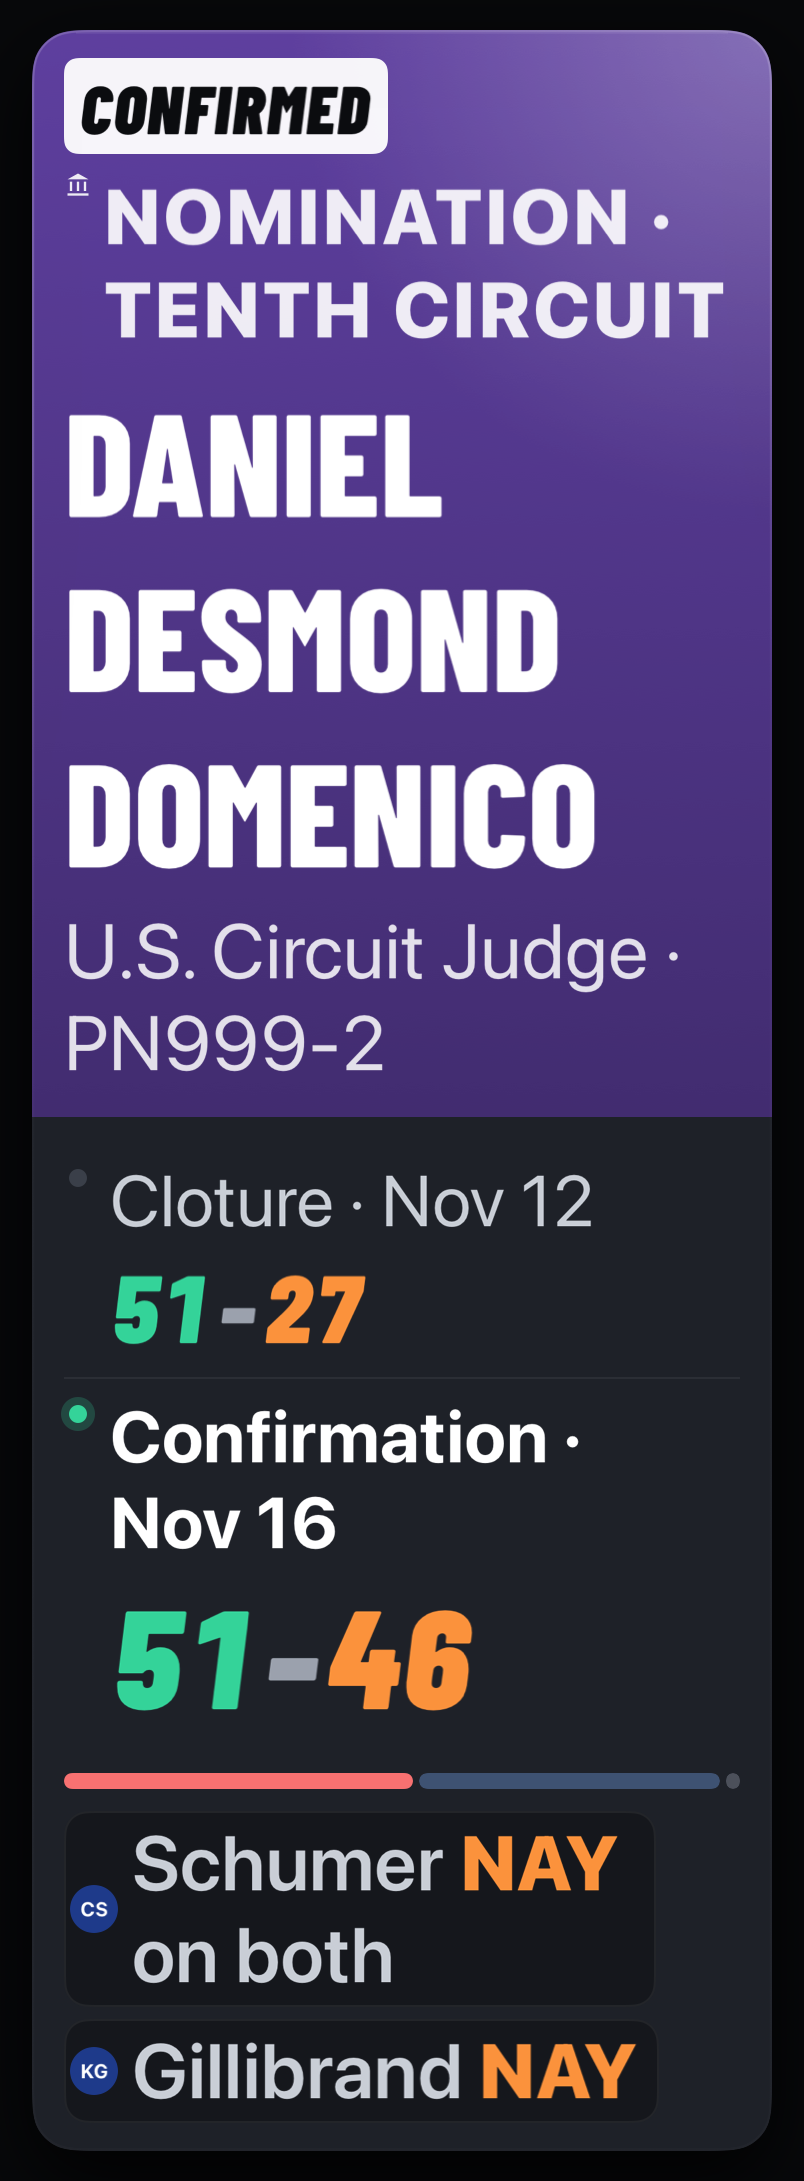 CONFIRMED
NOMINATION ·
TENTH CIRCUIT
DANIEL
DESMOND
DOMENICO
U.S. Circuit Judge ·
PN999-2
Cloture · Nov 12
51-27
Confirmation ·
Nov 16
51-46
Schumer NAY
CS
on both
KG Gillibrand NAY